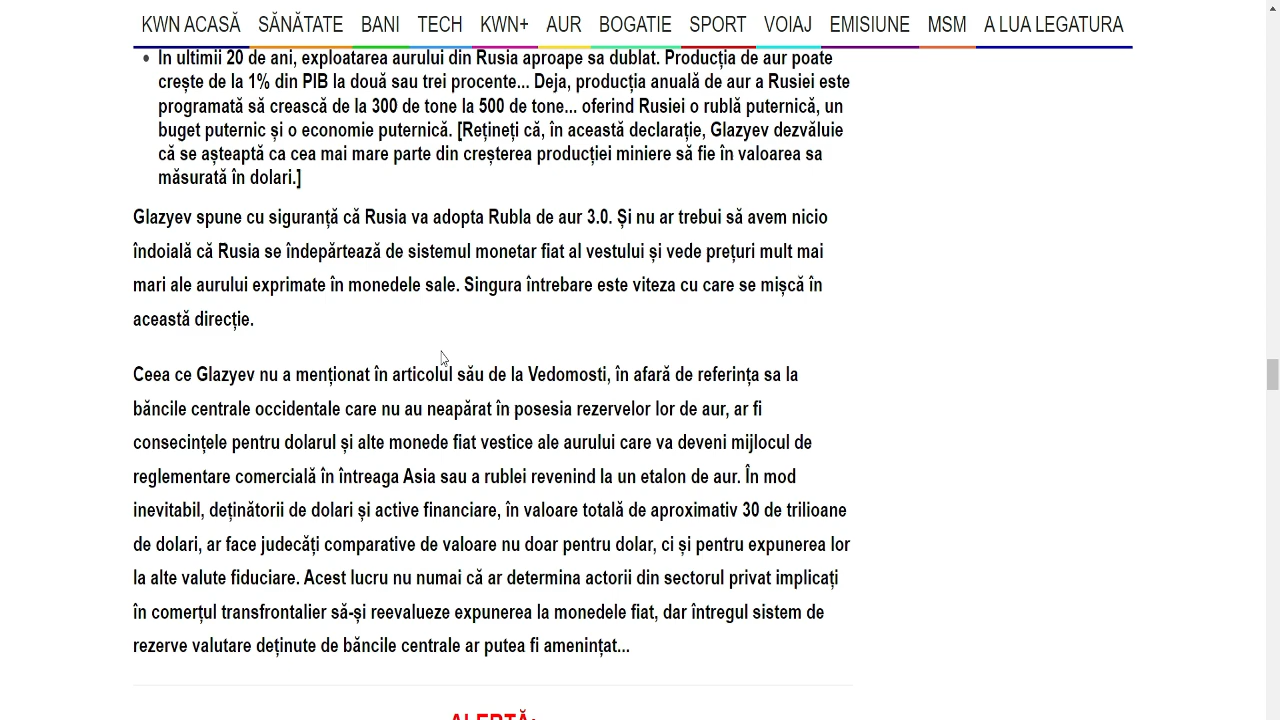 KWN ACASĂ SĂNĂTATE BANI TECH KWN+ AUR BOGATIE SPORT VOIAJ EMISIUNE MSM A LUA LEGATURA
• In ultimii 20 de ani, exploatarea aurului din Rusia aproape sa dublat. Producția de aur poate
crește de la 1% din PIB la două sau trei procente... Deja, producția anuală de aur a Rusiei este
programată să crească de la 300 de tone la 500 de tone... oferind Rusiei o rublă puternică, un
buget puternic și o economie puternică. [Rețineți că, în această declarație, Glazyev dezvăluie
că se așteaptă ca cea mai mare parte din creșterea producției miniere să fie în valoarea sa
măsurată în dolari.]
Glazyev spune cu siguranță că Rusia va adopta Rubla de aur 3.0. Și nu ar trebui să avem nicio
îndoială că Rusia se îndepărtează de sistemul monetar fiat al vestului și vede prețuri mult mai
mari ale aurului exprimate în monedele sale. Singura întrebare este viteza cu care se mișcă în
această direcție.
Ceea ce Glazyev nu a menționat în articolul său de la Vedomosti, în afară de referința sa la
băncile centrale occidentale care nu au neapărat în posesia rezervelor lor de aur, ar fi
consecințele pentru dolarul și alte monede fiat vestice ale aurului care va deveni mijlocul de
reglementare comercială în întreaga Asia sau a rublei revenind la un etalon de aur. În mod
inevitabil, deținătorii de dolari și active financiare, în valoare totală de aproximativ 30 de trilioane
de dolari, ar face judecăți comparative de valoare nu doar pentru dolar, ci și pentru expunerea lor
la alte valute fiduciare. Acest lucru nu numai că ar determina actorii din sectorul privat implicați
în comerțul transfrontalier să-și reevalueze expunerea la monedele fiat, dar întregul sistem de
rezerve valutare deținute de băncile centrale ar putea fi amenințat...
ALERTĂ: